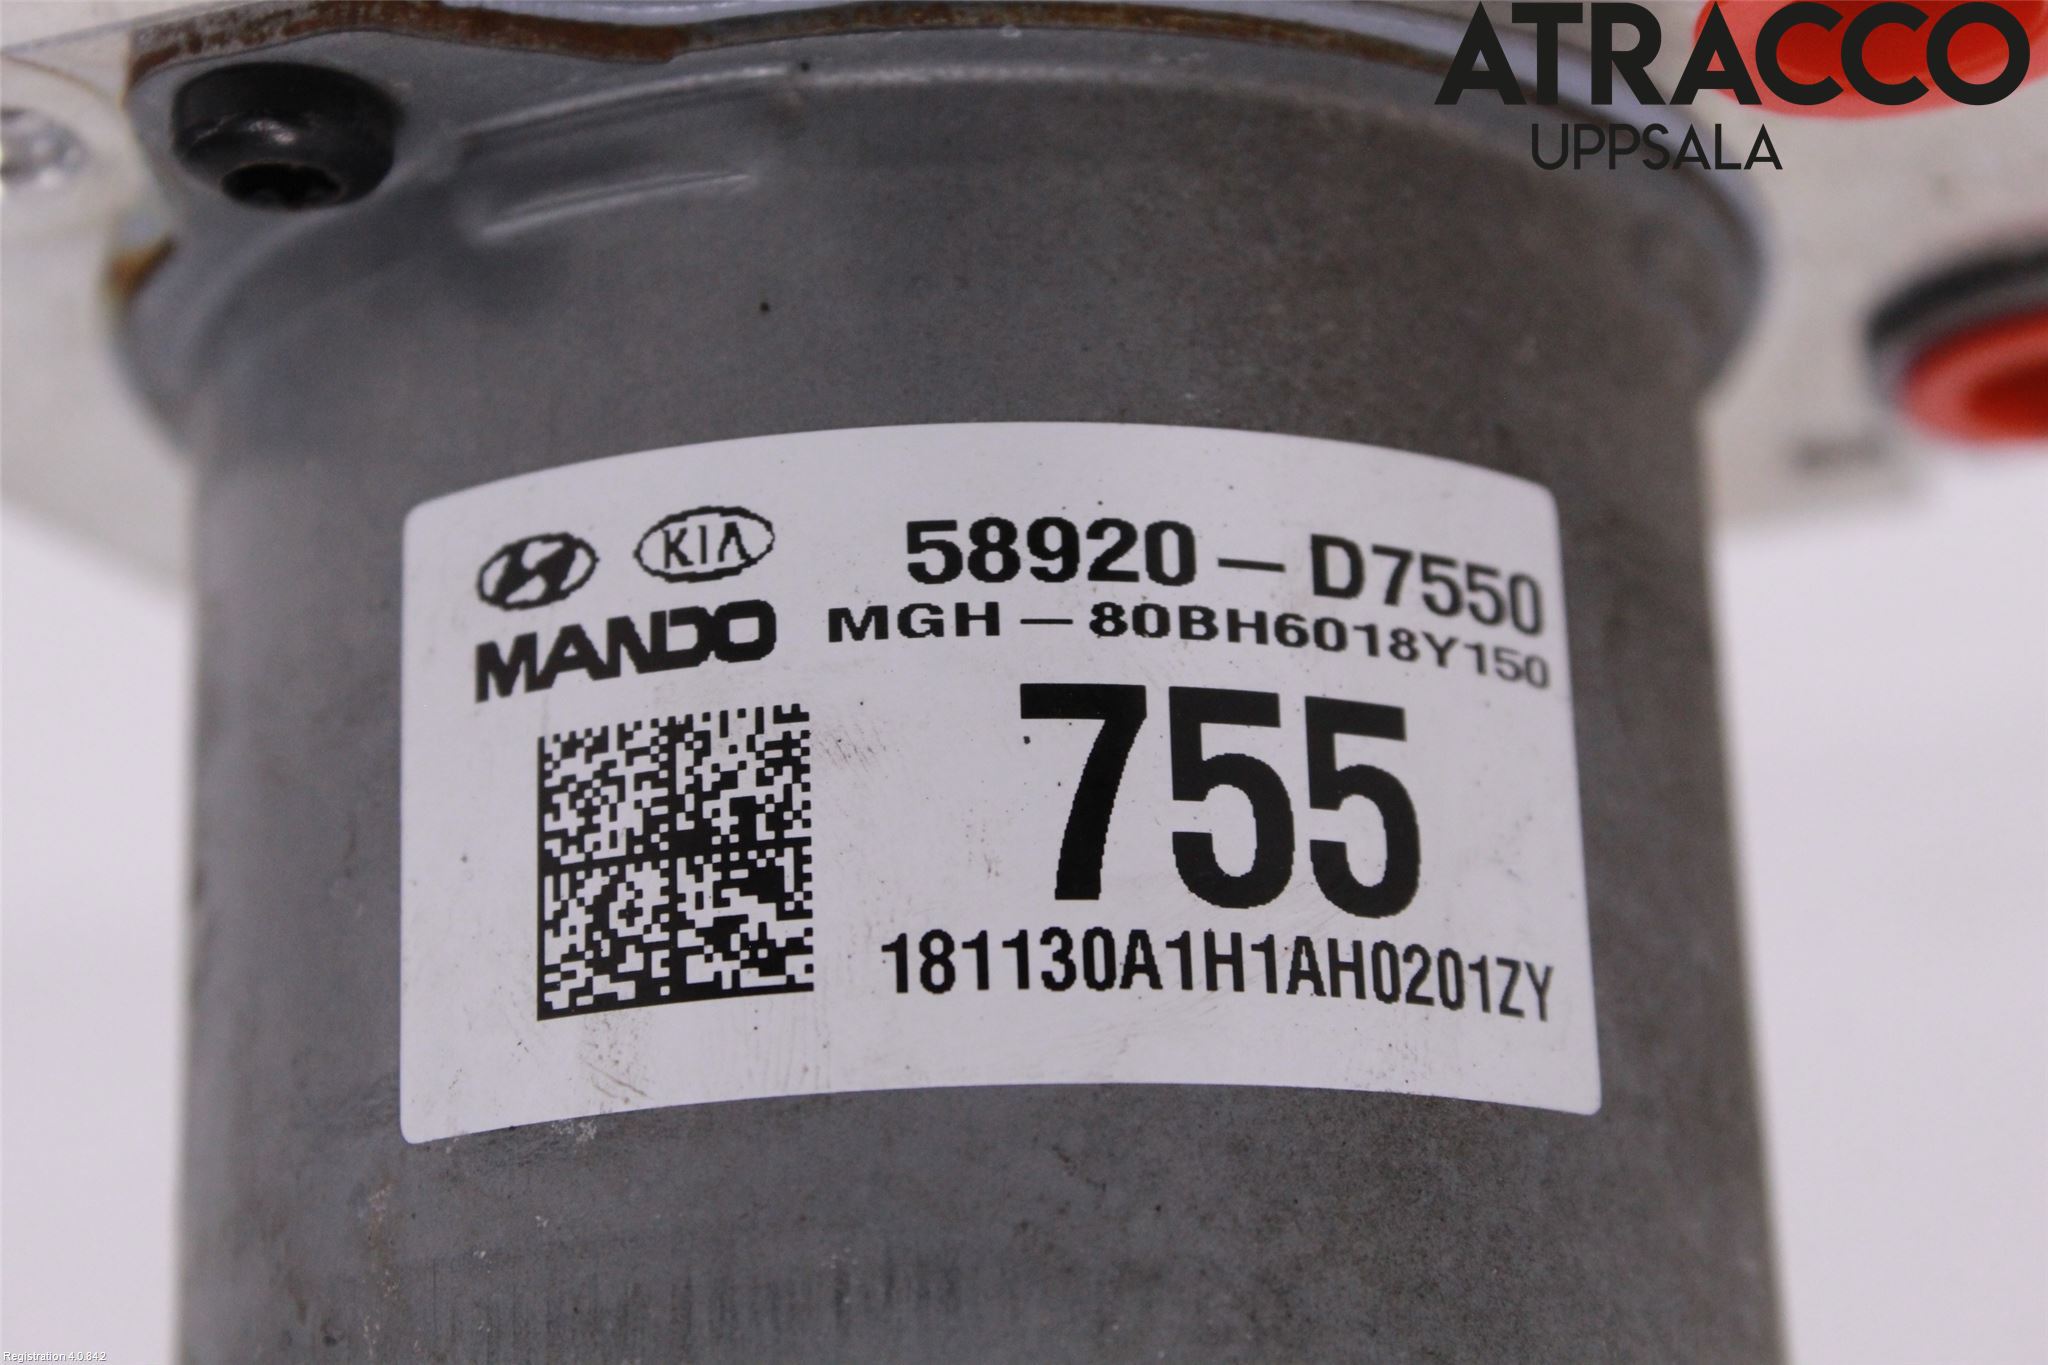 ATRACCO
UPPSALA
KIA
58920-D7550
MANDO
MGH-80BH6018Y150
755
181130A1H1AH0201ZY
Registration 4.0.842